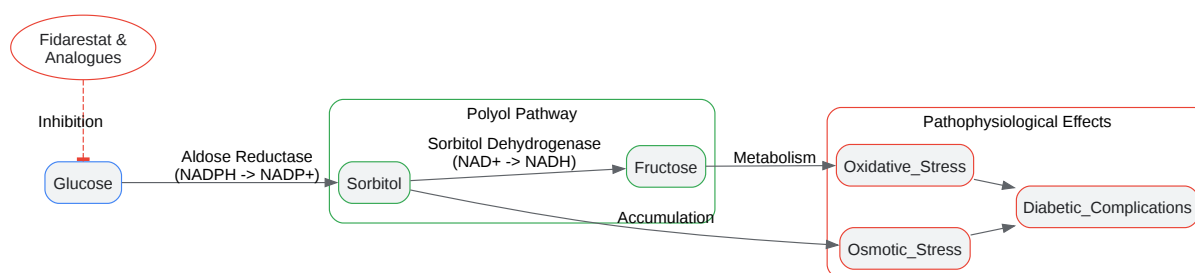 Fidarestat &
Analogues
Inhibition
Glucose
Aldose Reductase
(NADPH -> NADP+)
Polyol Pathway
Sorbitol
Sorbitol Dehydrogenase
(NAD+ -> NADH)
Fructose
Metabolism
Accumulation
Pathophysiological Effects
Oxidative_Stress
Osmotic_Stress
Diabetic_Complications